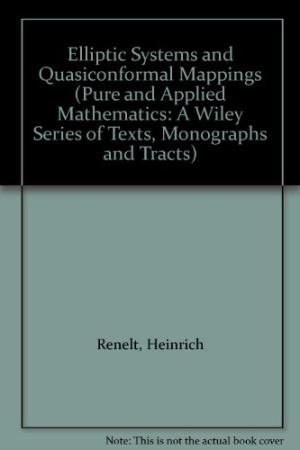 Elliptic Systems and
Quasiconformal Mappings
(Pure and Applied
Mathematics: A Wiley
Series of Texts, Monographs
and Tracts)
Renelt, Heinrich
Note: This is not the actual book cover